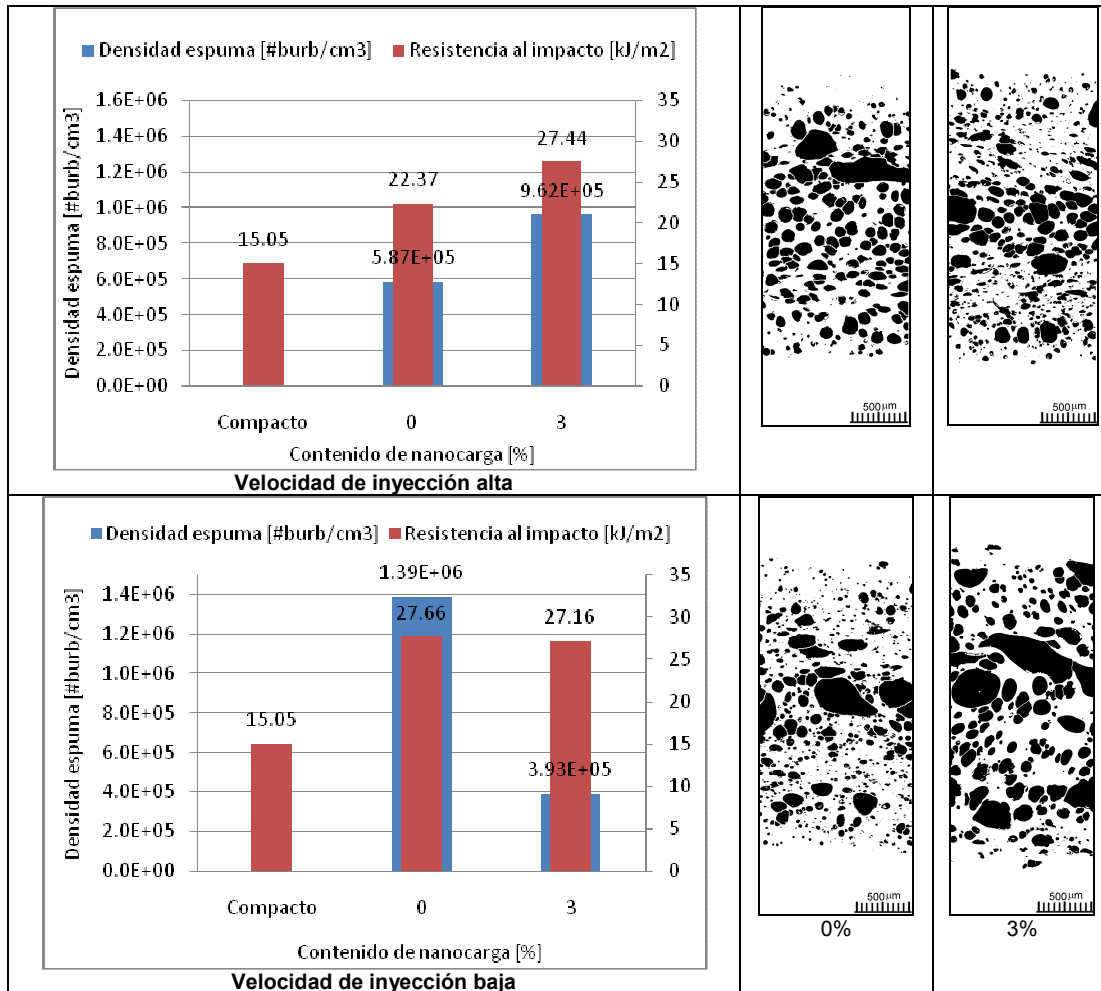 Densidad espuma [#burb/cm3] Resistencia al impacto [kJ/m2]
Densidad espuma [#burb/cm3]
1.6E+06
1.4E+06
1.2E+06
1.0E+06
8.0E+05
6.0E+05
4.0E+05
2.0E+05
0.0E+00
35
30
25
20
15
10
5
0
15.05
22.37
5.87E+05
27.44
9.62E+05
Compacto 0 3
Contenido de nanocarga [%]
Velocidad de inyección alta
500µm
500µm
Densidad espuma [#burb/cm3] Resistencia al impacto [kJ/m2]
Densidad espuma [#burb/cm3]
1.4E+06
1.2E+06
1.0E+06
8.0E+05
6.0E+05
4.0E+05
2.0E+05
0.0E+00
35
30
25
20
15
10
5
0
15.05
1.39E+06
27.66
27.16
3.93E+05
Compacto 0 3
Contenido de nanocarga [%]
Velocidad de inyección baja
500µm
0%
500µm
3%